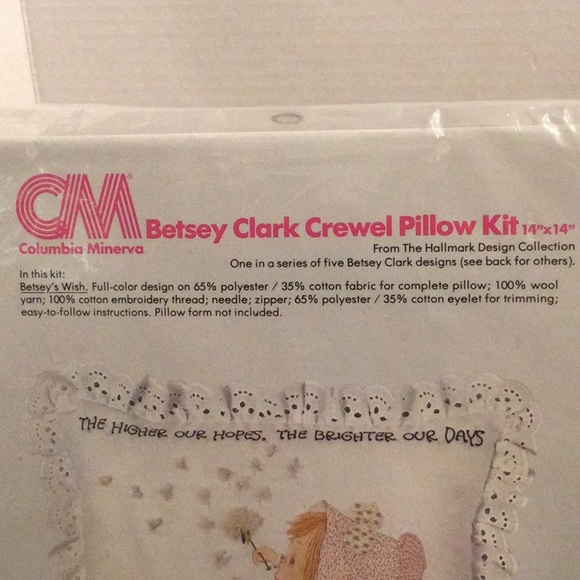 CM®
Columbia Minerva
Betsey Clark Crewel Pillow Kit 14"x14"
From The Hallmark Design Collection
One in a series of five Betsey Clark designs (see back for others).
In this kit:
Betsey's Wish. Full-color design on 65% polyester / 35% cotton fabric for complete pillow; 100% wool
yarn; 100% cotton embroidery thread; needle; zipper; 65% polyester / 35% cotton eyelet for trimming;
easy-to-follow instructions. Pillow form not included.
THE HIGHER OUR HOPES. THE BRIGHTER OUR DAYS